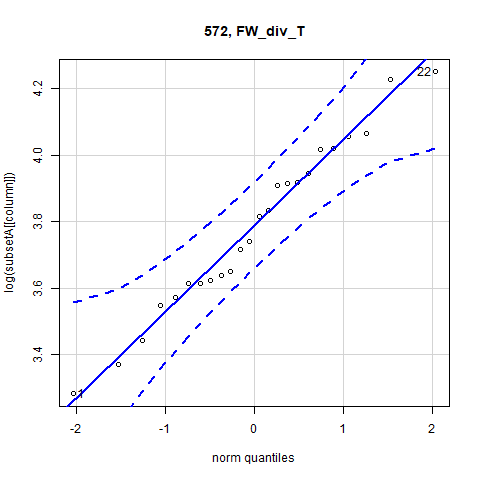 572, FW_div_T
log(subsetA[[column]])
4.2
4.0
3.8
3.6
3.4
22
1
-2 -1 0 1 2
norm quantiles